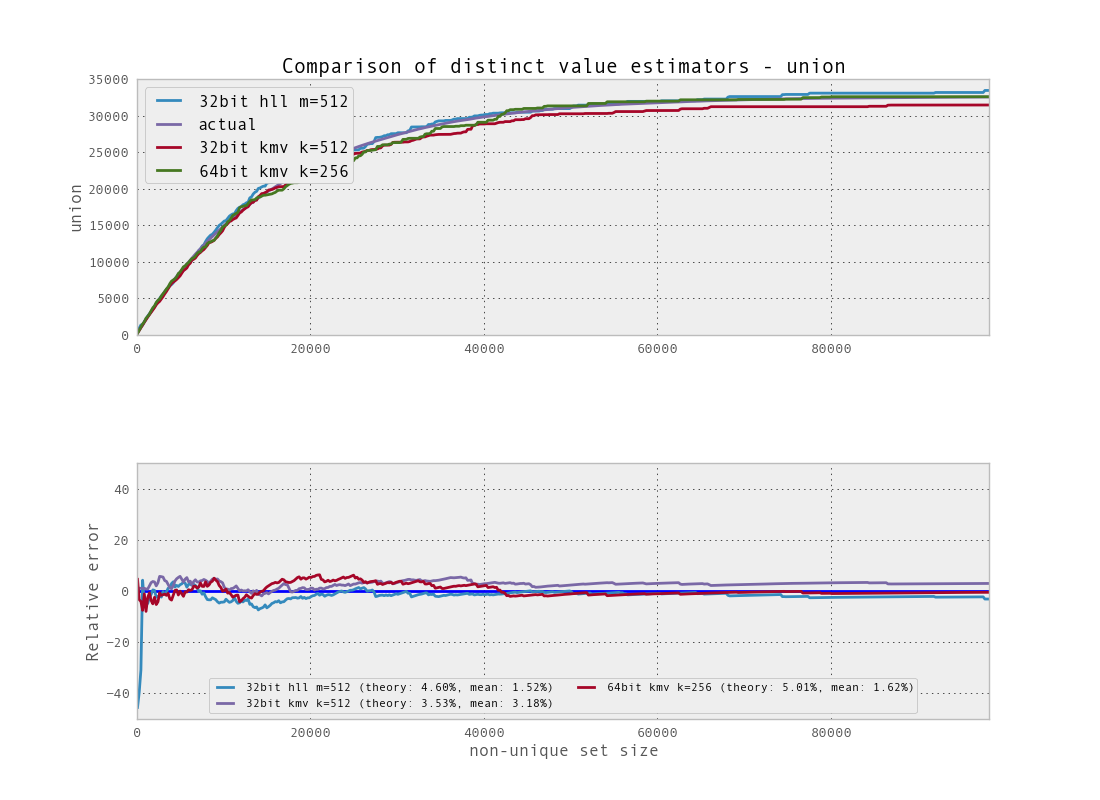 Comparison of distinct value estimators - union
35000
30000
25000
20000
15000
10000
5000
0
union
32bit hll m=512
actual
32bit kmv k=512
64bit kmv k=256
0 20000 40000 60000 80000
40
20
0
−20
−40
Relative error
32bit hll m=512 (theory: 4.60%, mean: 1.52%) 64bit kmv k=256 (theory: 5.01%, mean: 1.62%)
32bit kmv k=512 (theory: 3.53%, mean: 3.18%)
0 20000 40000 60000 80000
non-unique set size